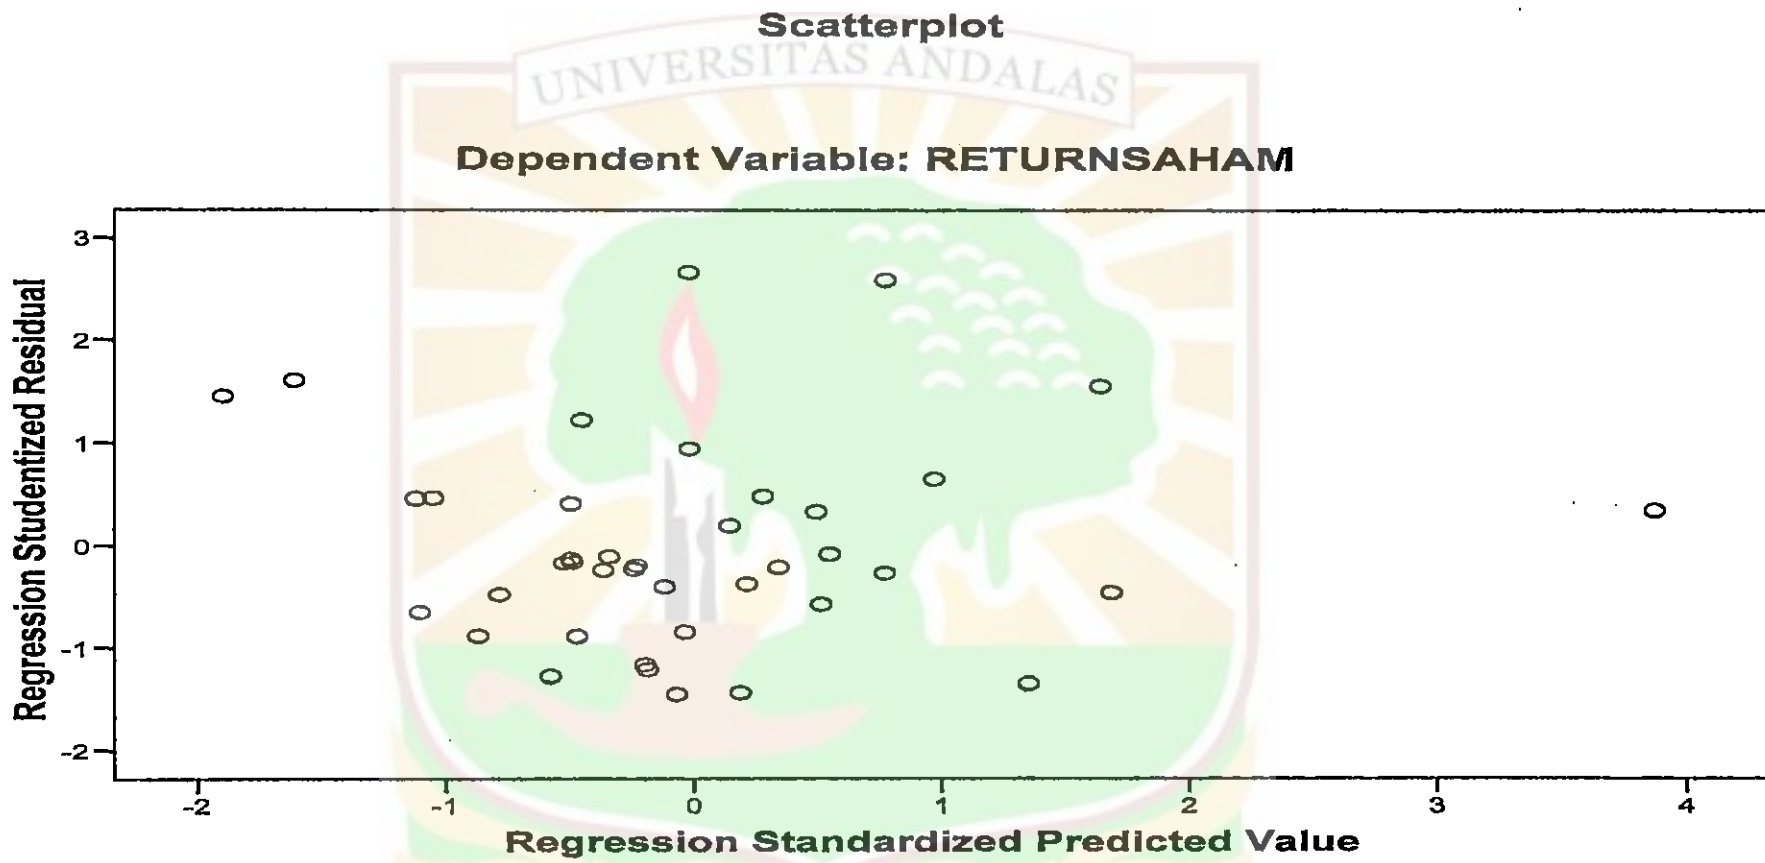 Scatterplot
UNIVERSITAS ANDALAS
Dependent Variable: RETURNSAHAM
Regression Studentized Residual
3
2
1
0
-1
-2
-2 -1 0 1 2 3 4
Regression Standardized Predicted Value